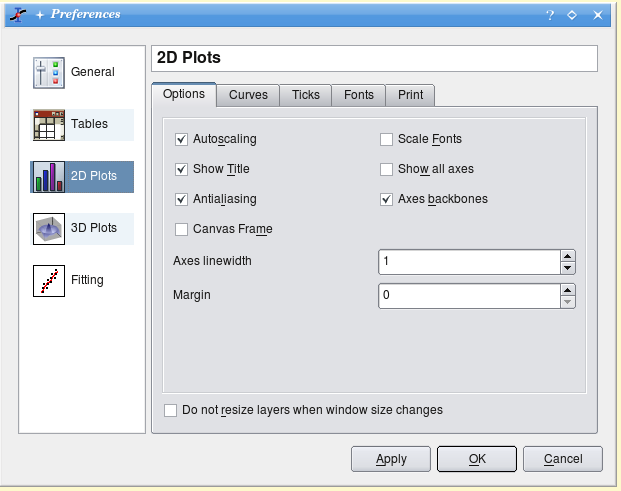 Preferences
?
General
Tables
2D Plots
3D Plots
Fitting
2D Plots
Options Curves Ticks Fonts Print
Autoscaling Scale Fonts
Show Title Show all axes
Antialiasing Axes backbones
Canvas Frame
Axes linewidth 1
Margin 0
Do not resize layers when window size changes
Apply OK Cancel